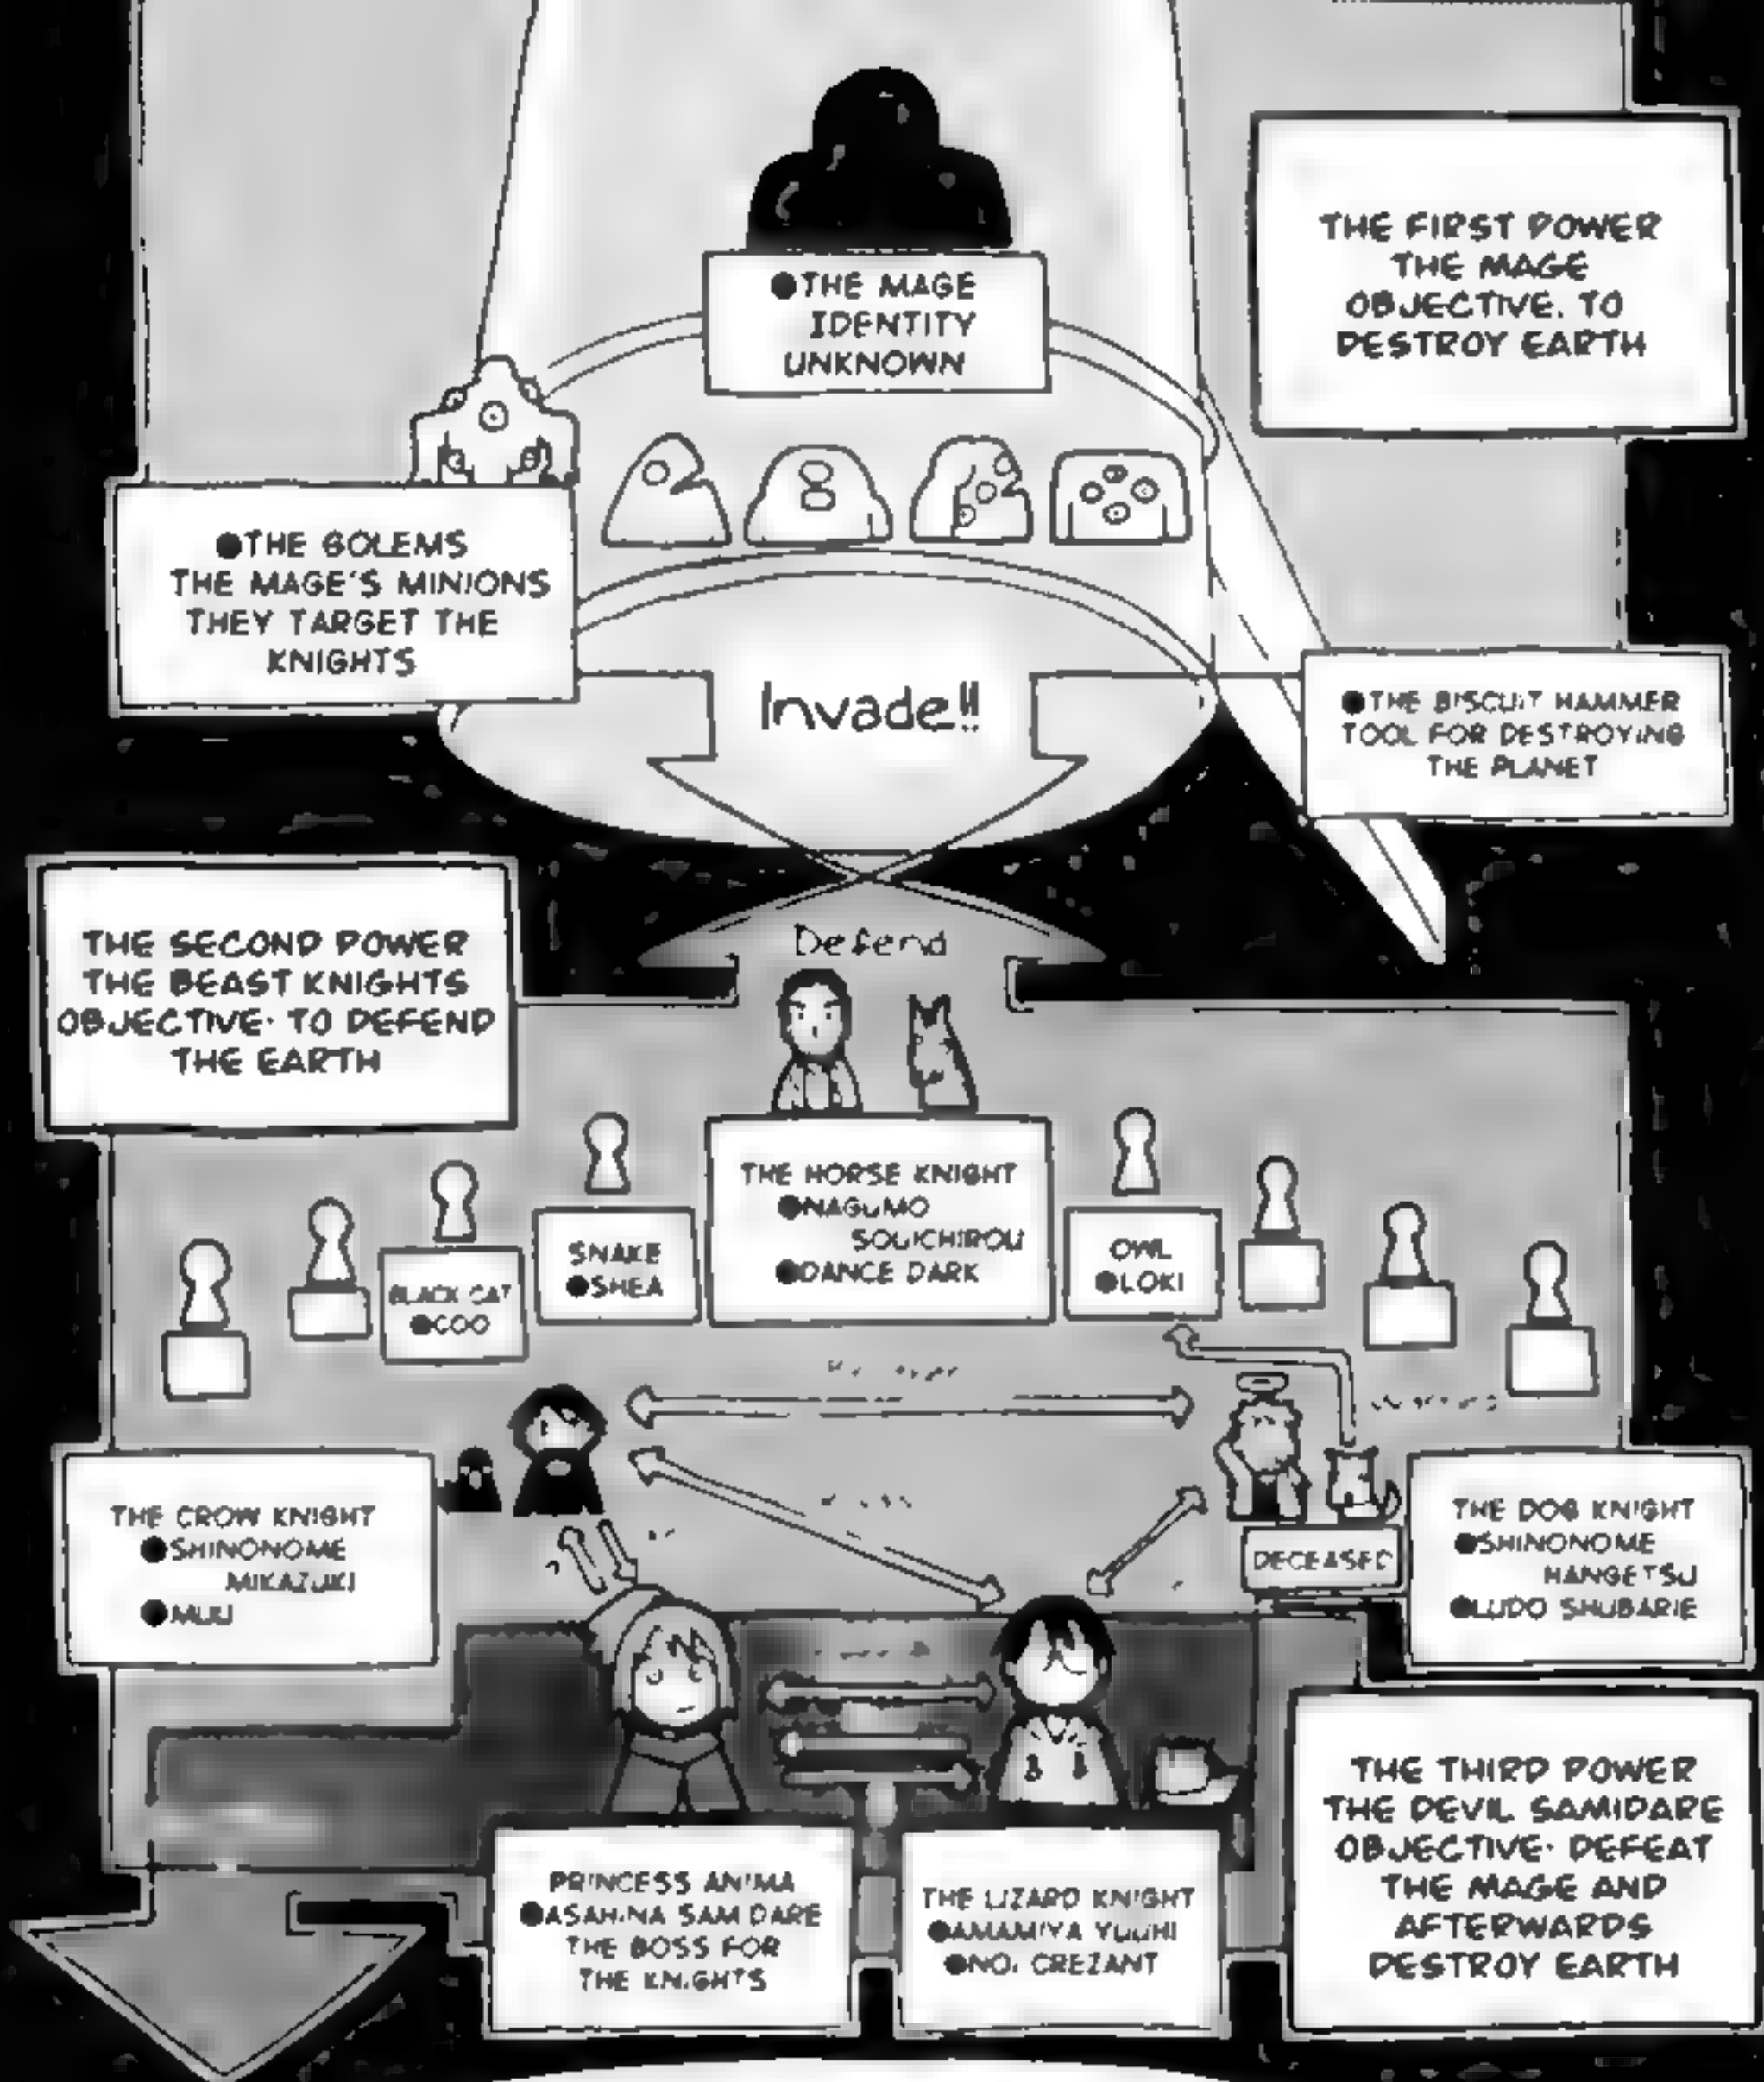 THE FIRST POWER
THE MAGE
OBJECTIVE. TO
DESTROY EARTH
●THE MAGE
IDENTITY
UNKNOWN
●THE GOLEMS
THE MAGE'S MINIONS
THEY TARGET THE
KNIGHTS
Invade!!
●THE BISCUIT HAMMER
TOOL FOR DESTROYING
THE PLANET
THE SECOND POWER
THE BEAST KNIGHTS
OBJECTIVE· TO DEFEND
THE EARTH
Defend
THE HORSE KNIGHT
●NAGUMO
SOUICHIROU
●DANCE DARK
SNAKE
●SHEA
BLACK CAT
●COO
OWL
●LOKI
THE CROW KNIGHT
●SHINONOME
MIKAZUKI
●MUU
THE DOG KNIGHT
●SHINONOME
HANGETSU
●LUDO SHUBARIE
DECEASED
?
PRINCESS ANIMA
●ASAHINA SAMIDARE
THE BOSS FOR
THE KNIGHTS
THE LIZARD KNIGHT
●AMAMIYA YUUHI
●NOI CREZANT
THE THIRD POWER
THE DEVIL SAMIDARE
OBJECTIVE· DEFEAT
THE MAGE AND
AFTERWARDS
DESTROY EARTH